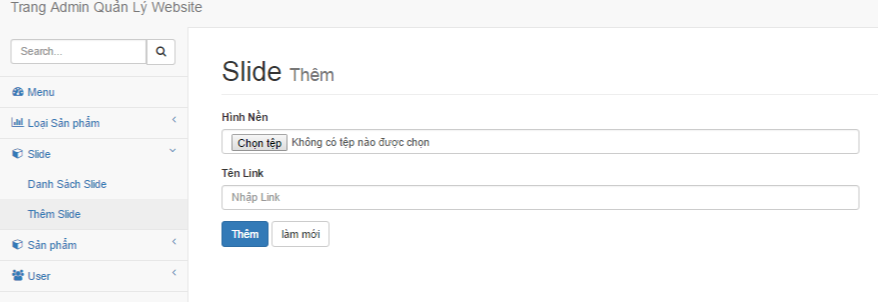 Trang Admin Quản Lý Website
Search...
Menu
Loại Sản phẩm
Slide
Danh Sách Slide
Thêm Slide
Sản phẩm
User
Slide Thêm
Hình Nền
Chọn tệp Không có tệp nào được chọn
Tên Link
Nhập Link
Thêm làm mới